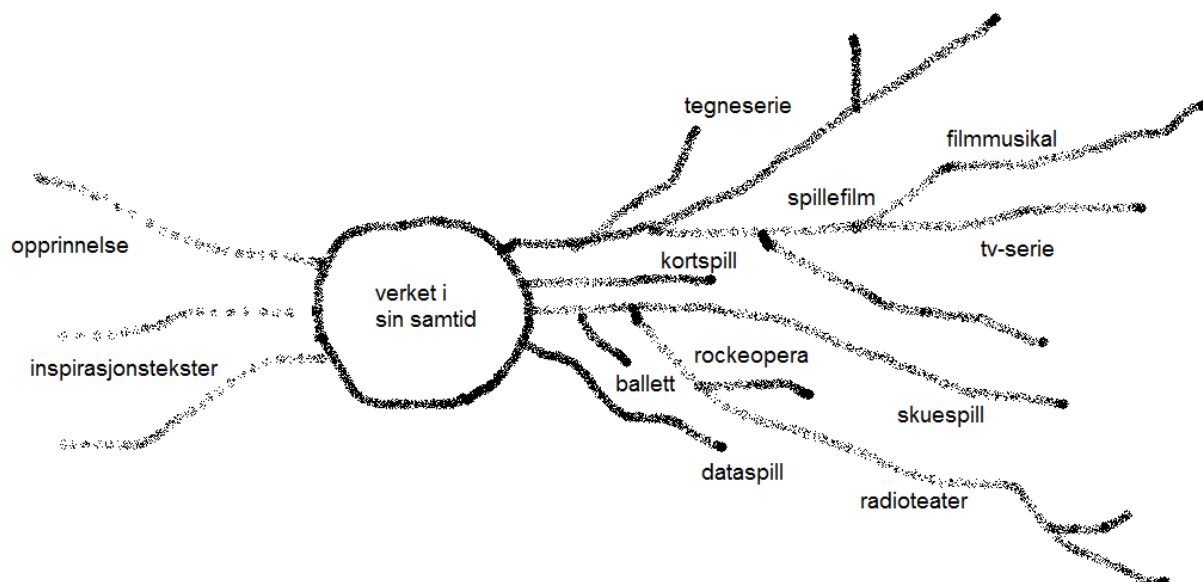 tegneserie
filmmusikal
spillefilm
opprinnelse
tv-serie
kortspill
verket i
sin samtid
inspirasjonstekster
rockeopera
ballett
skuespill
dataspill
radioteater